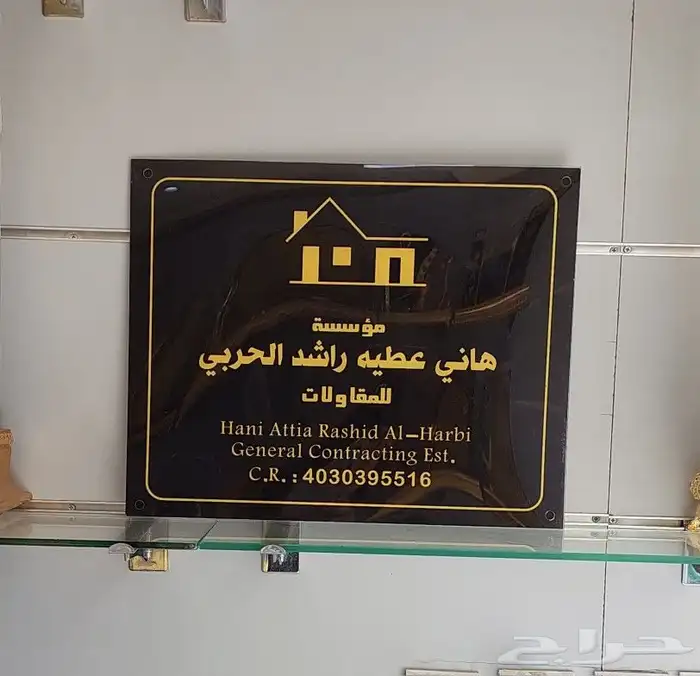 مؤسسة
هاني عطيه راشد الحربي
للمقاولات
Hani Attia Rashid Al-Harbi
General Contracting Est.
C.R. : 4030395516
حراج